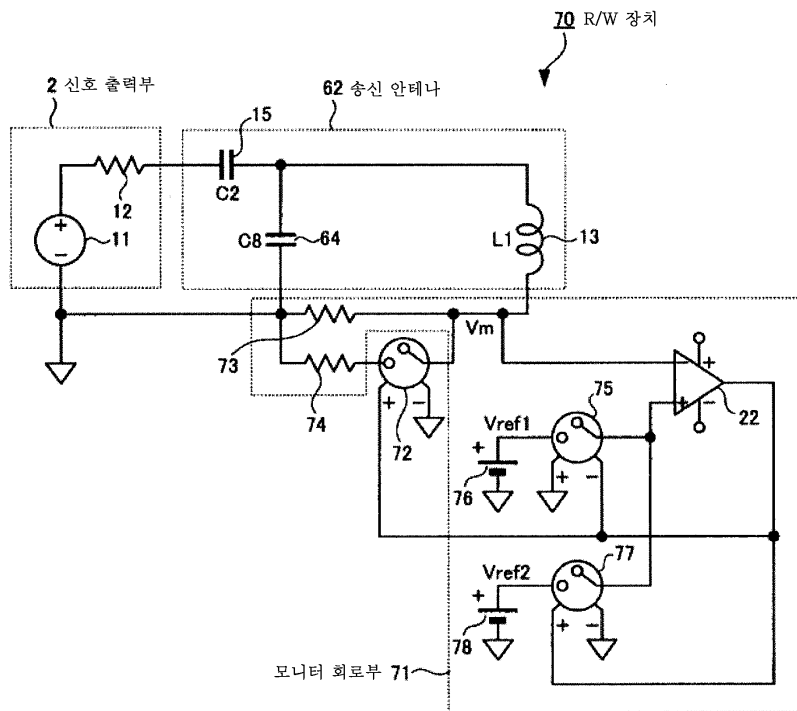 70 R/W 장치
2 신호 출력부
62 송신 안테나
15
12
C2
+
−
11
C8
64
L1
13
73
Vm
74
+ −
72
+
−
+
22
75
Vref1
+
76
+ −
77
Vref2
+
78
+ −
모니터 회로부 71